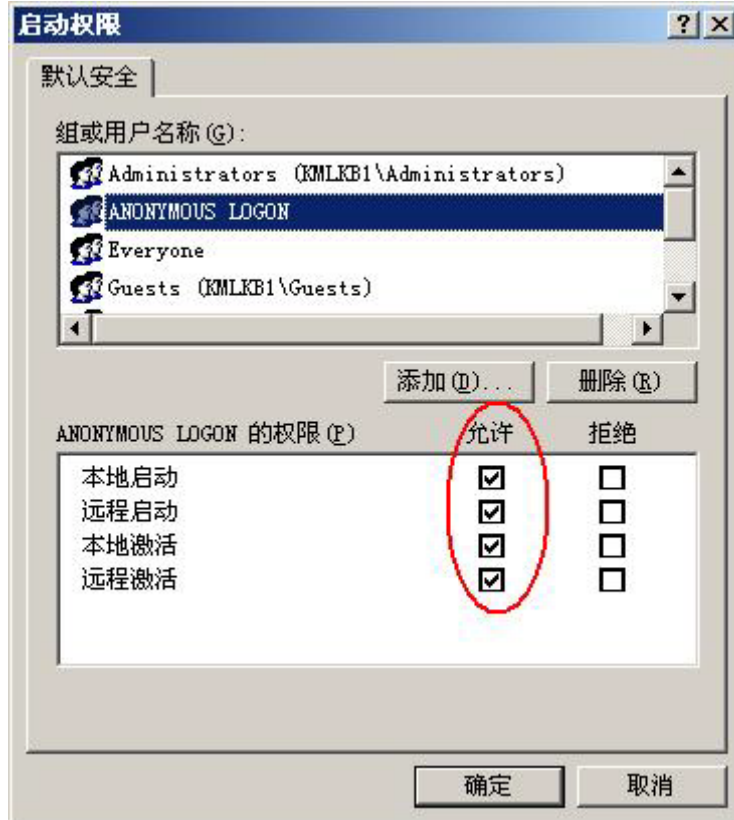 启动权限
默认安全
组或用户名称(G):
Administrators (KMLKB1\Administrators)
ANONYMOUS LOGON
Everyone
Guests (KMLKB1\Guests)
添加(D)... 删除(R)
ANONYMOUS LOGON 的权限(P) 允许 拒绝
本地启动
远程启动
本地激活
远程激活
确定 取消